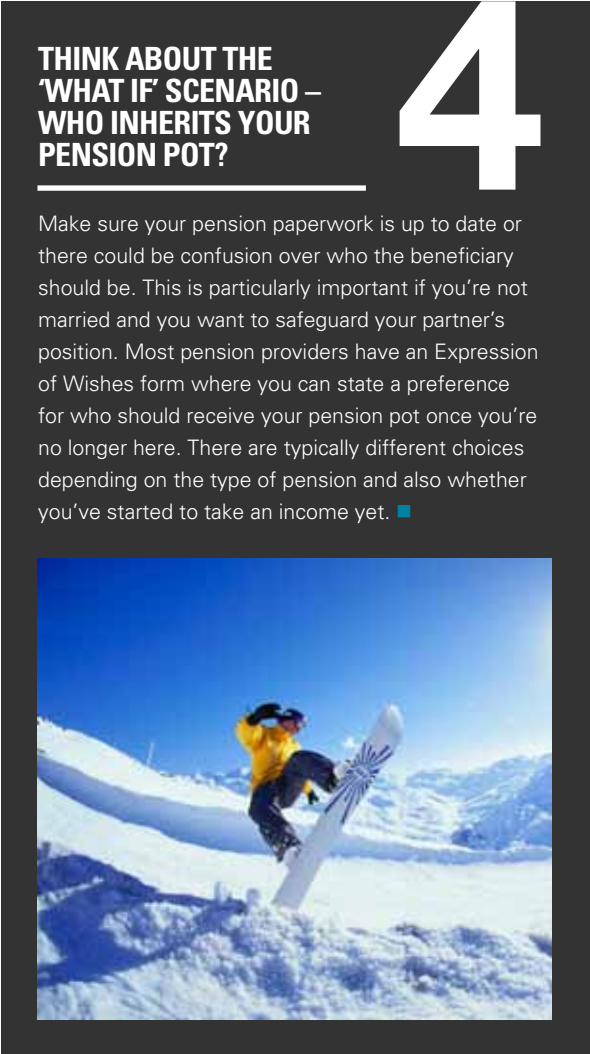 4
THINK ABOUT THE
‘WHAT IF’ SCENARIO –
WHO INHERITS YOUR
PENSION POT?
Make sure your pension paperwork is up to date or
there could be confusion over who the beneficiary
should be. This is particularly important if you’re not
married and you want to safeguard your partner’s
position. Most pension providers have an Expression
of Wishes form where you can state a preference
for who should receive your pension pot once you’re
no longer here. There are typically different choices
depending on the type of pension and also whether
you’ve started to take an income yet.